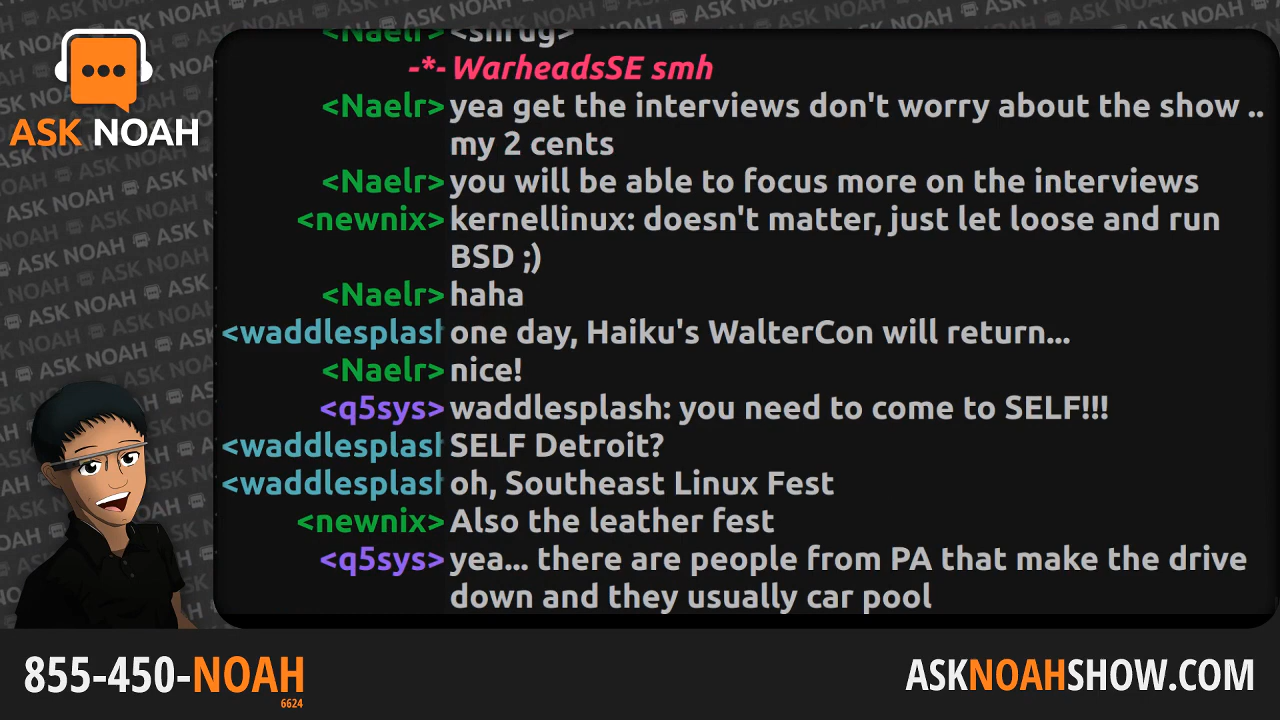 ASK NOAH
<Naelr> <shrug>
-*- WarheadsSE smh
<Naelr> yea get the interviews don't worry about the show ..
my 2 cents
<Naelr> you will be able to focus more on the interviews
<newnix> kernellinux: doesn't matter, just let loose and run
BSD ;)
<Naelr> haha
<waddlesplash one day, Haiku's WalterCon will return...
<Naelr> nice!
<q5sys> waddlesplash: you need to come to SELF!!!
<waddlesplash SELF Detroit?
<waddlesplash oh, Southeast Linux Fest
<newnix> Also the leather fest
<q5sys> yea... there are people from PA that make the drive
down and they usually car pool
855-450-NOAH
6624
ASKNOAHSHOW.COM